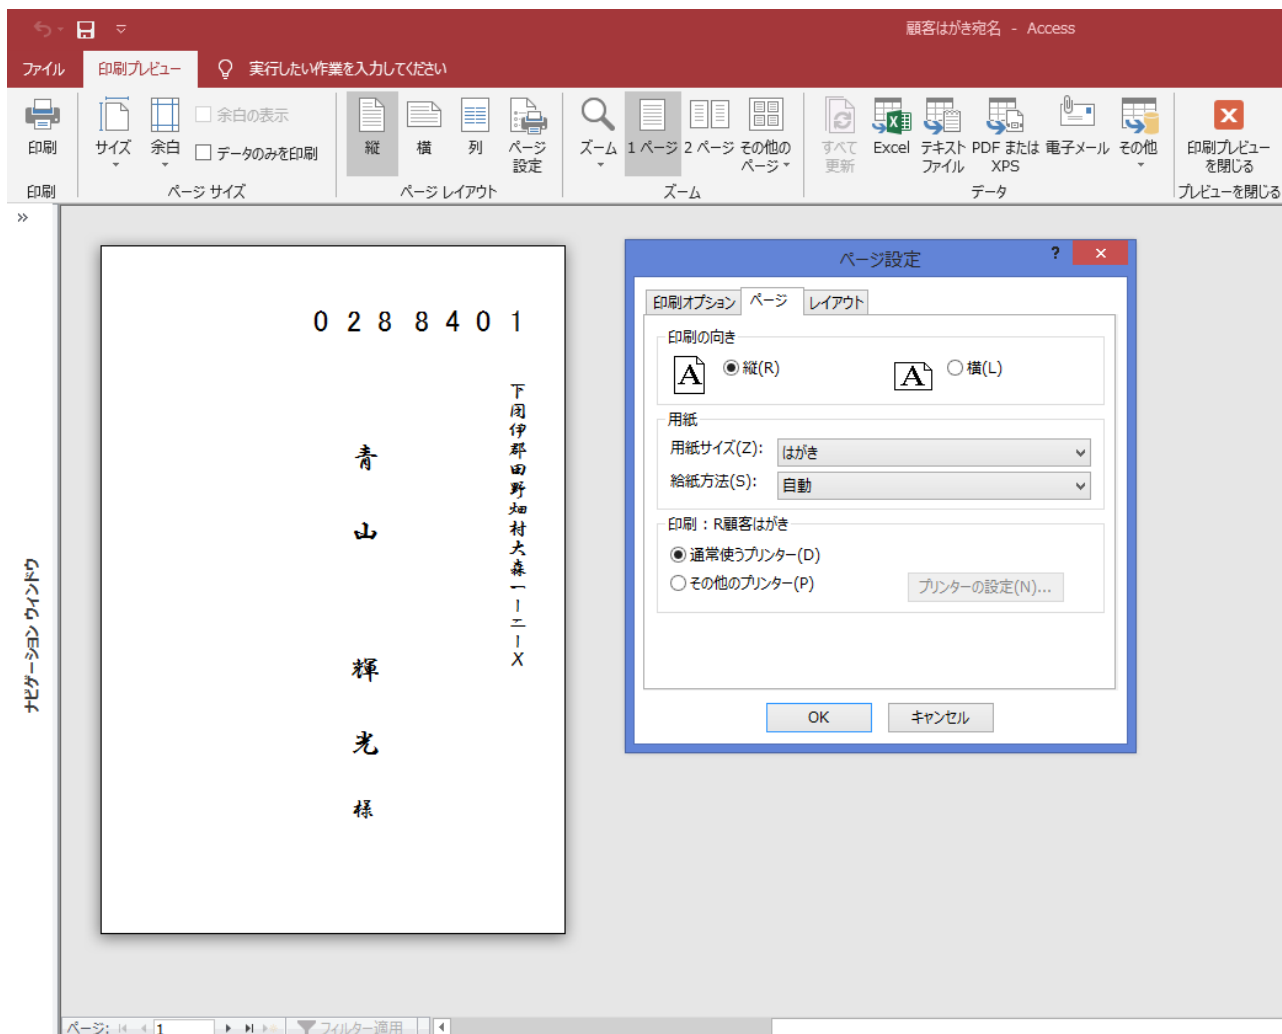 顧客はがき宛名 - Access
ファイル
印刷プレビュー
実行したい作業を入力してください
印刷
サイズ
余白
余白の表示
データのみを印刷
縦
横
列
ページ設定
ズーム
1 ページ
2 ページ
その他のページ
すべて更新
Excel
テキストファイル
PDF または XPS
電子メール
その他
印刷プレビューを閉じる
印刷
ページ サイズ
ページ レイアウト
ズーム
データ
プレビューを閉じる
»
ナビゲーション ウィンドウ
0288401
下閉伊郡田野畑村大森一ー二ーX
青山 輝光 様
ページ設定
?
×
印刷オプション
ページ
レイアウト
印刷の向き
A
縦(R)
A
横(L)
用紙
用紙サイズ(Z):
はがき
給紙方法(S):
自動
印刷：R顧客はがき
通常使うプリンター(D)
その他のプリンター(P)
プリンターの設定(N)...
OK
キャンセル
ページ:
1
フィルター適用